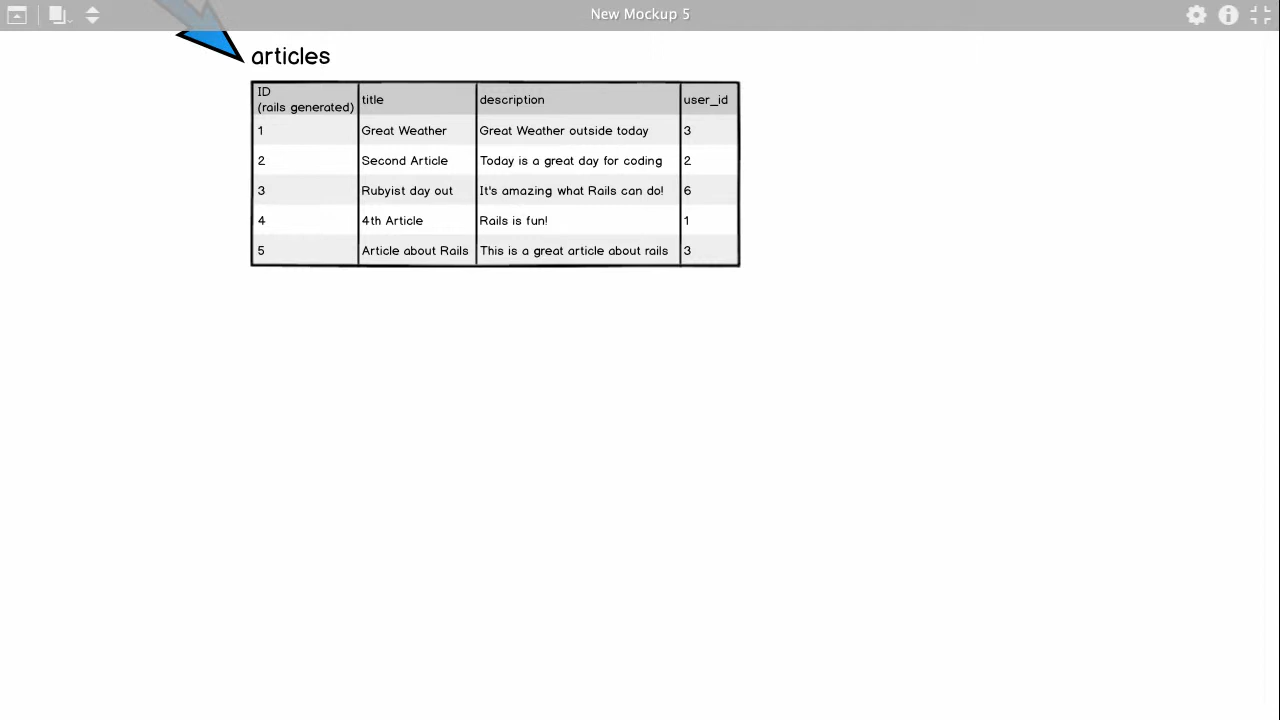 New Mockup 5
articles
ID
(rails generated) title description user_id
1 Great Weather Great Weather outside today 3
2 Second Article Today is a great day for coding 2
3 Rubyist day out It's amazing what Rails can do! 6
4 4th Article Rails is fun! 1
5 Article about Rails This is a great article about rails 3